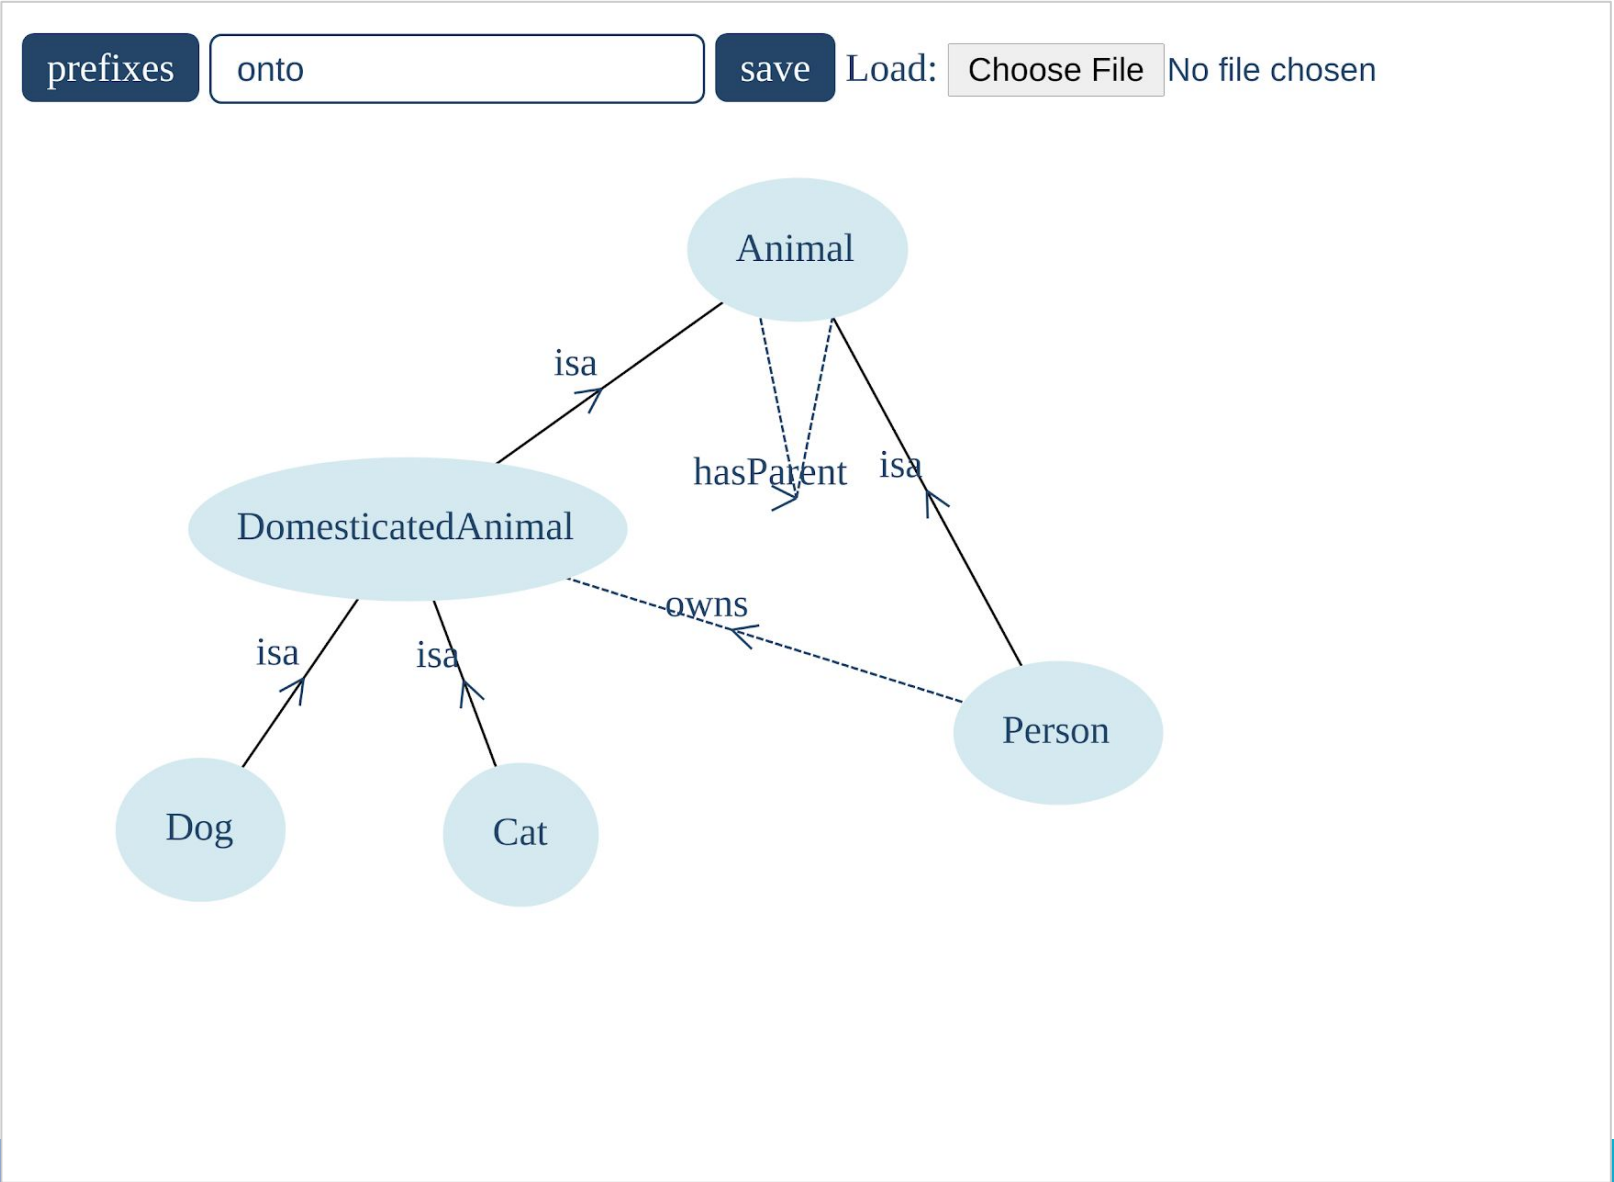 prefixes onto save Load: Choose File No file chosen
Animal
isa
hasParent isa
DomesticatedAnimal
owns
isa isa
Person
Dog Cat